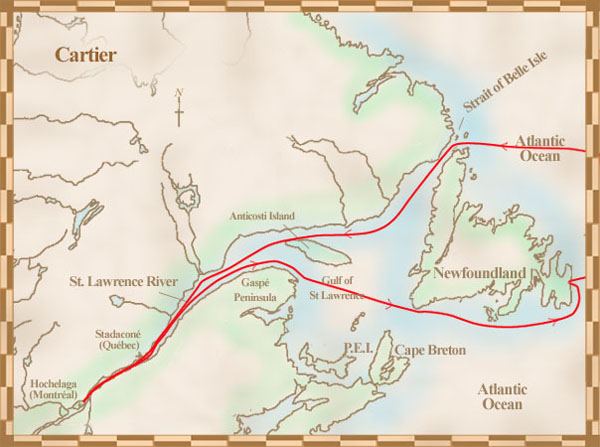 Cartier
Strait of Belle Isle
N
Atlantic
Ocean
Anticosti Island
St. Lawrence River
Gaspé
Peninsula
Gulf of
St Lawrence
Newfoundland
Stadaconé
(Québec)
P.E.I.
Cape Breton
Hochelaga
(Montréal)
Atlantic
Ocean